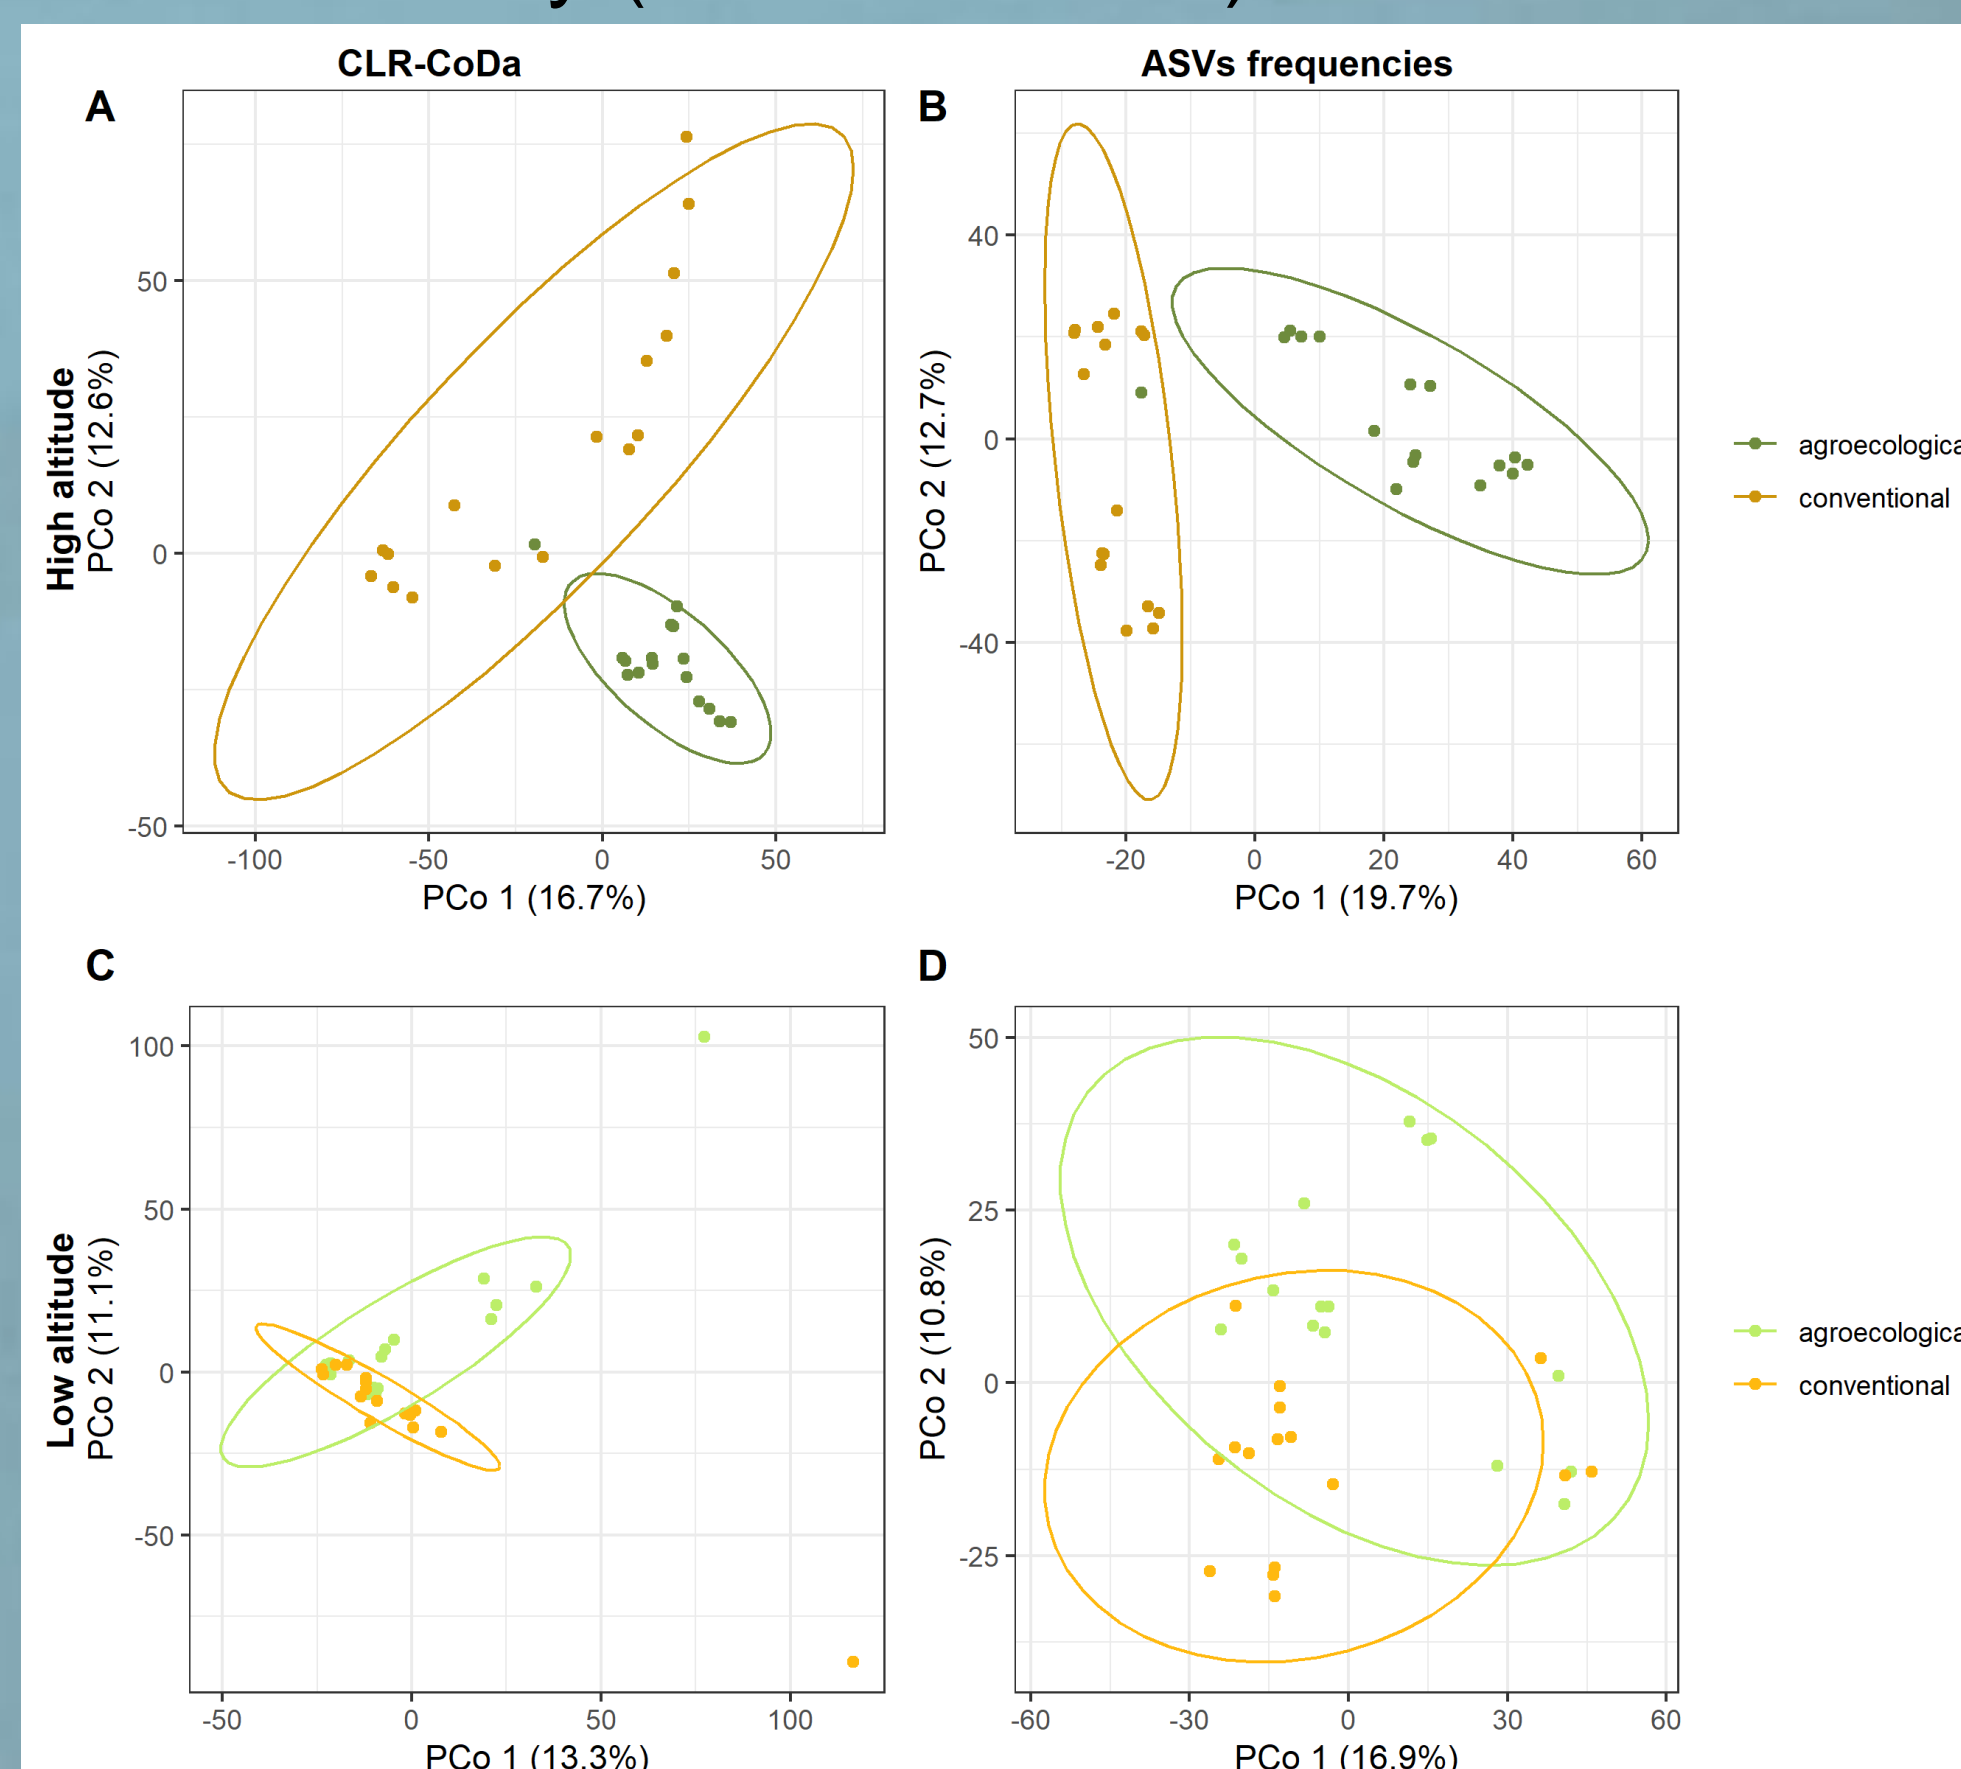 CLR-CoDa
ASVs frequencies
A
B
High altitude
PCo 2 (12.6%)
50
0
-50
-100
-50
0
50
PCo 1 (16.7%)
PCo 2 (12.7%)
40
0
-40
-20
0
20
40
60
PCo 1 (19.7%)
agroecologica
conventional
C
D
Low altitude
PCo 2 (11.1%)
100
50
0
-50
-50
0
50
100
PCo 1 (13.3%)
PCo 2 (10.8%)
50
25
0
-25
-60
-30
0
30
60
PCo 1 (16.9%)
agroecologica
conventional